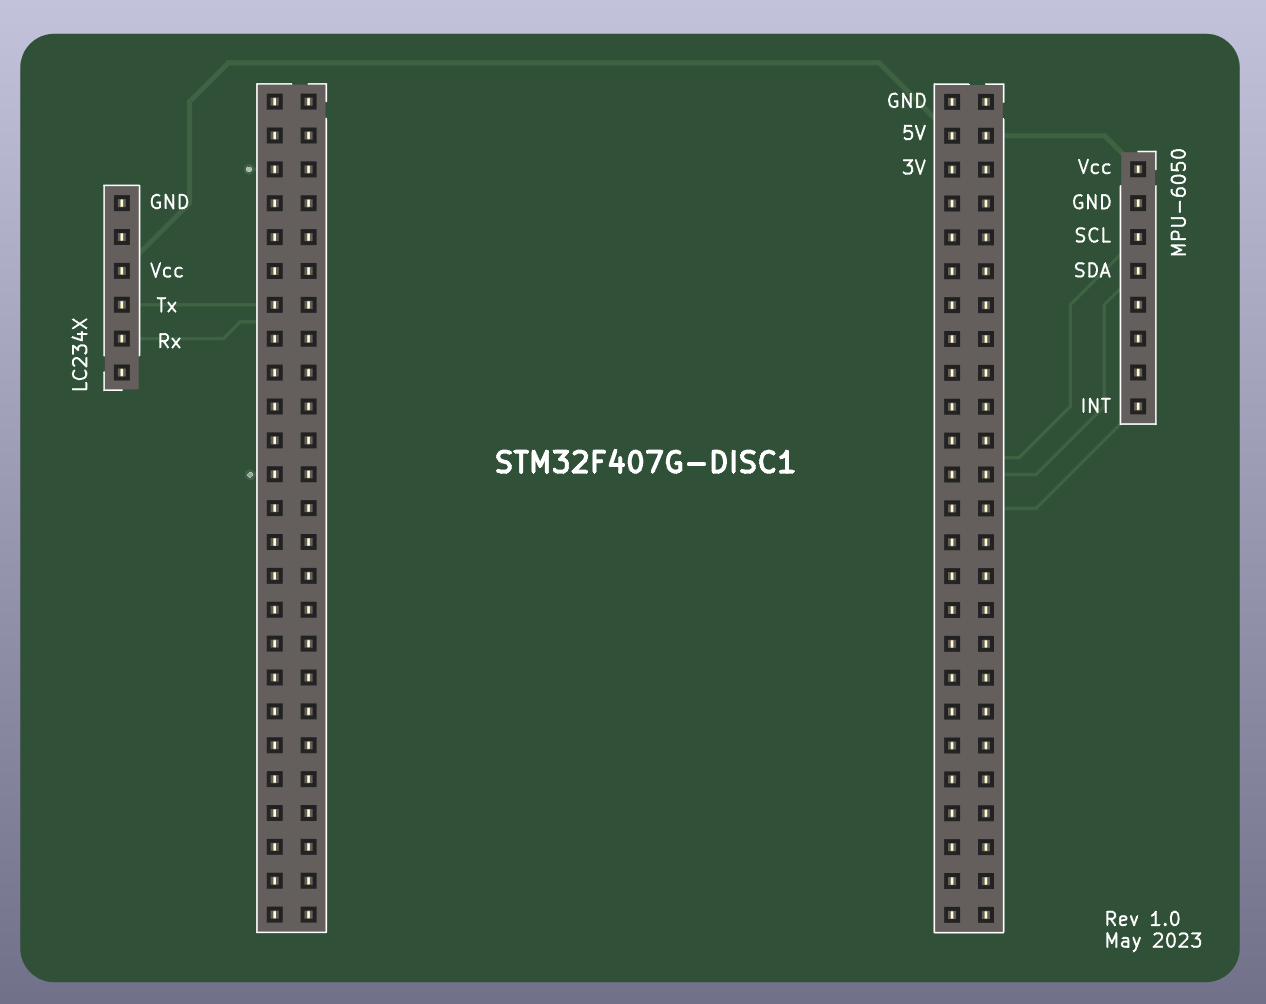 GND
5V
3V
Vcc
GND
SCL
SDA
INT
MPU-6050
GND
Vcc
Tx
Rx
LC234X
STM32F407G-DISC1
Rev 1.0
May 2023